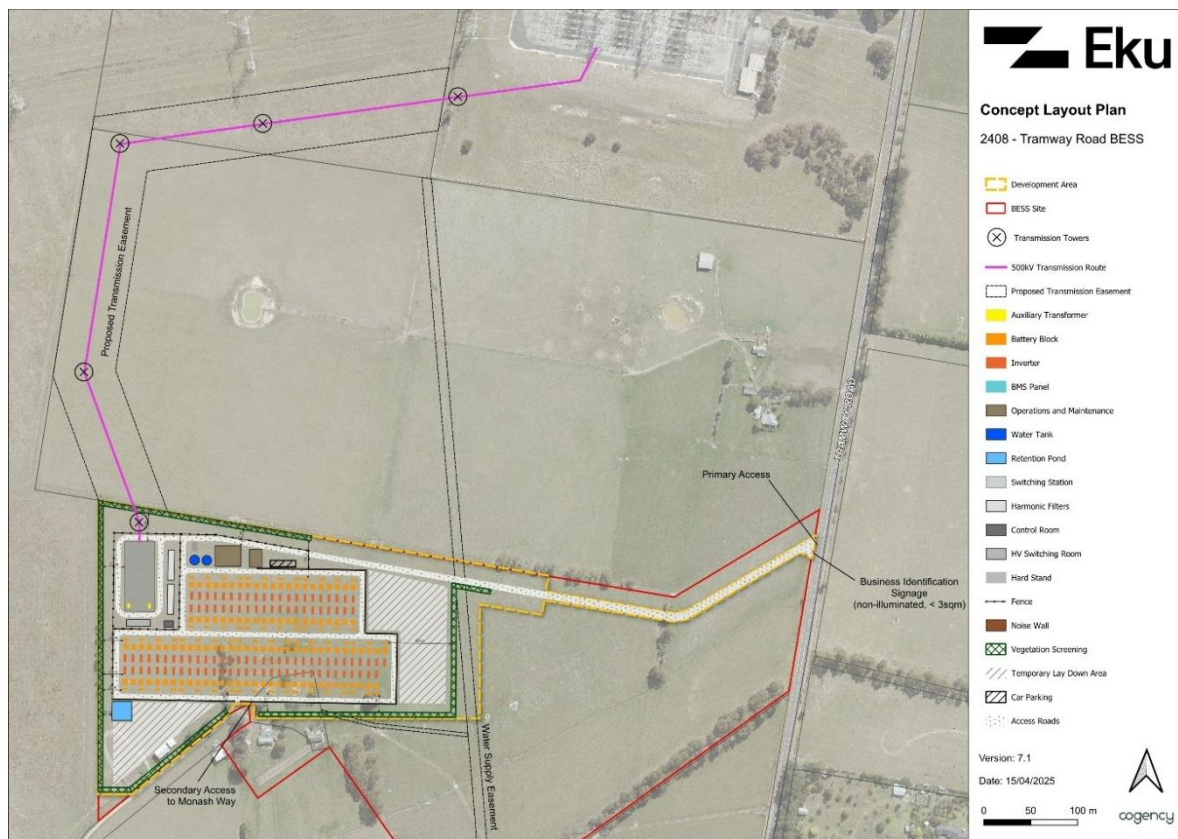 Eku
Concept Layout Plan
2408 - Tramway Road BESS
Development Area
BESS Site
Transmission Towers
500kV Transmission Route
Proposed Transmission Easement
Auxiliary Transformer
Battery Block
Inverter
BMS Panel
Operations and Maintenance
Water Tank
Retention Pond
Switching Station
Harmonic Filters
Control Room
HV Switching Room
Hard Stand
Fence
Noise Wall
Vegetation Screening
Temporary Lay Down Area
Car Parking
Access Roads
Version: 7.1
Date: 15/04/2025
0 50 100 m
cogency
Proposed Transmission Easement
TRAMWAY ROAD
Primary Access
Business Identification
Signage
(non-illuminated, < 3sqm)
Water Supply Easement
Secondary Access
to Monash Way